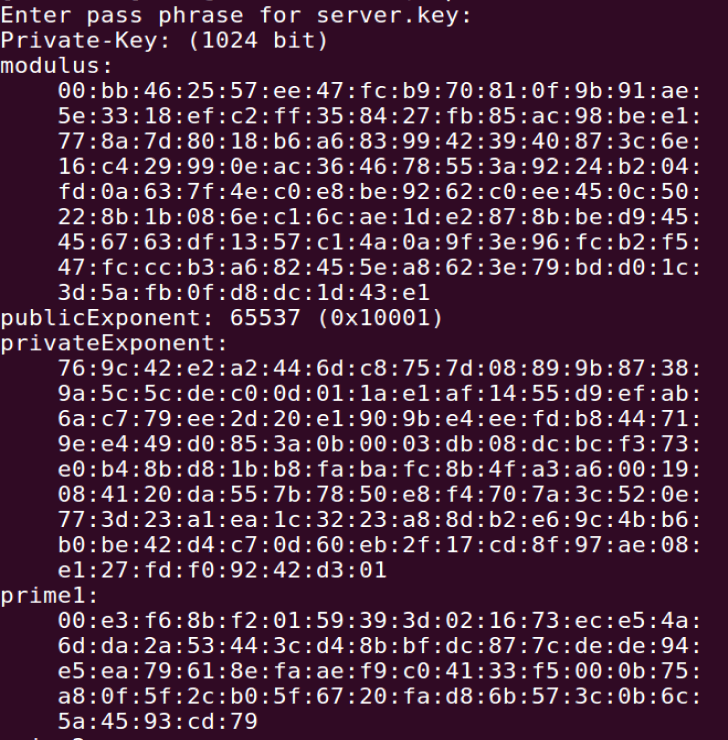 Enter pass phrase for server.key:
Private-Key: (1024 bit)
modulus:
00:bb:46:25:57:ee:47:fc:b9:70:81:0f:9b:91:ae:
5e:33:18:ef:c2:ff:35:84:27:fb:85:ac:98:be:e1:
77:8a:7d:80:18:b6:a6:83:99:42:39:40:87:3c:6e:
16:c4:29:99:0e:ac:36:46:78:55:3a:92:24:b2:04:
fd:0a:63:7f:4e:c0:e8:be:92:62:c0:ee:45:0c:50:
22:8b:1b:08:6e:c1:6c:ae:1d:e2:87:8b:be:d9:45:
45:67:63:df:13:57:c1:4a:0a:9f:3e:96:fc:b2:f5:
47:fc:cc:b3:a6:82:45:5e:a8:62:3e:79:bd:d0:1c:
3d:5a:fb:0f:d8:dc:1d:43:e1
publicExponent: 65537 (0x10001)
privateExponent:
76:9c:42:e2:a2:44:6d:c8:75:7d:08:89:9b:87:38:
9a:5c:5c:de:c0:0d:01:1a:e1:af:14:55:d9:ef:ab:
6a:c7:79:ee:2d:20:e1:90:9b:e4:ee:fd:b8:44:71:
9e:e4:49:d0:85:3a:0b:00:03:db:08:dc:bc:f3:73:
e0:b4:8b:d8:1b:b8:fa:ba:fc:8b:4f:a3:a6:00:19:
08:41:20:da:55:7b:78:50:e8:f4:70:7a:3c:52:0e:
77:3d:23:a1:ea:1c:32:23:a8:8d:b2:e6:9c:4b:b6:
b0:be:42:d4:c7:0d:60:eb:2f:17:cd:8f:97:ae:08:
e1:27:fd:f0:92:42:d3:01
prime1:
00:e3:f6:8b:f2:01:59:39:3d:02:16:73:ec:e5:4a:
6d:da:2a:53:44:3c:d4:8b:bf:dc:87:7c:de:de:94:
e5:ea:79:61:8e:fa:ae:f9:c0:41:33:f5:00:0b:75:
a8:0f:5f:2c:b0:5f:67:20:fa:d8:6b:57:3c:0b:6c:
5a:45:93:cd:79